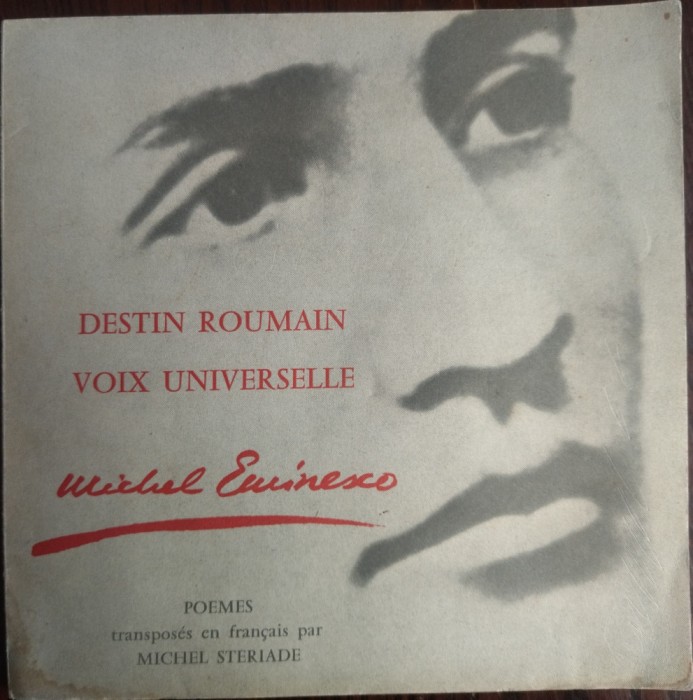 DESTIN ROUMAIN
VOIX UNIVERSELLE
Michel Eminesco
POEMES
transposés en français par
MICHEL STERIADE